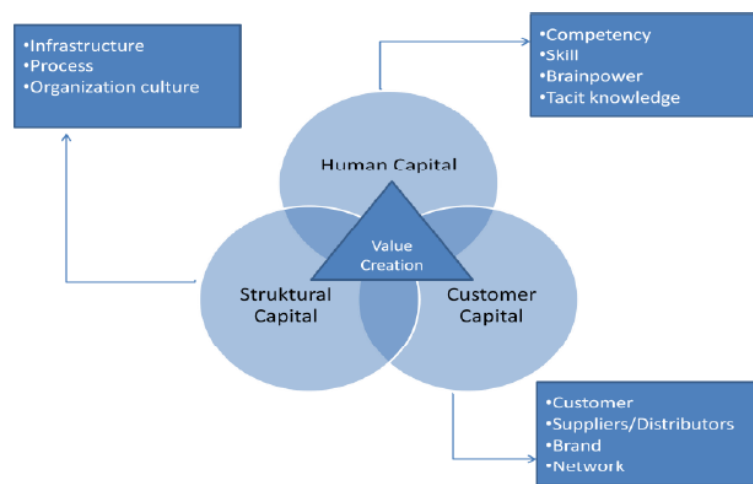 •Infrastructure
•Process
•Organization culture
•Competency
•Skill
•Brainpower
•Tacit knowledge
Human Capital
Value
Creation
Struktural
Capital
Customer
Capital
•Customer
•Suppliers/Distributors
•Brand
•Network